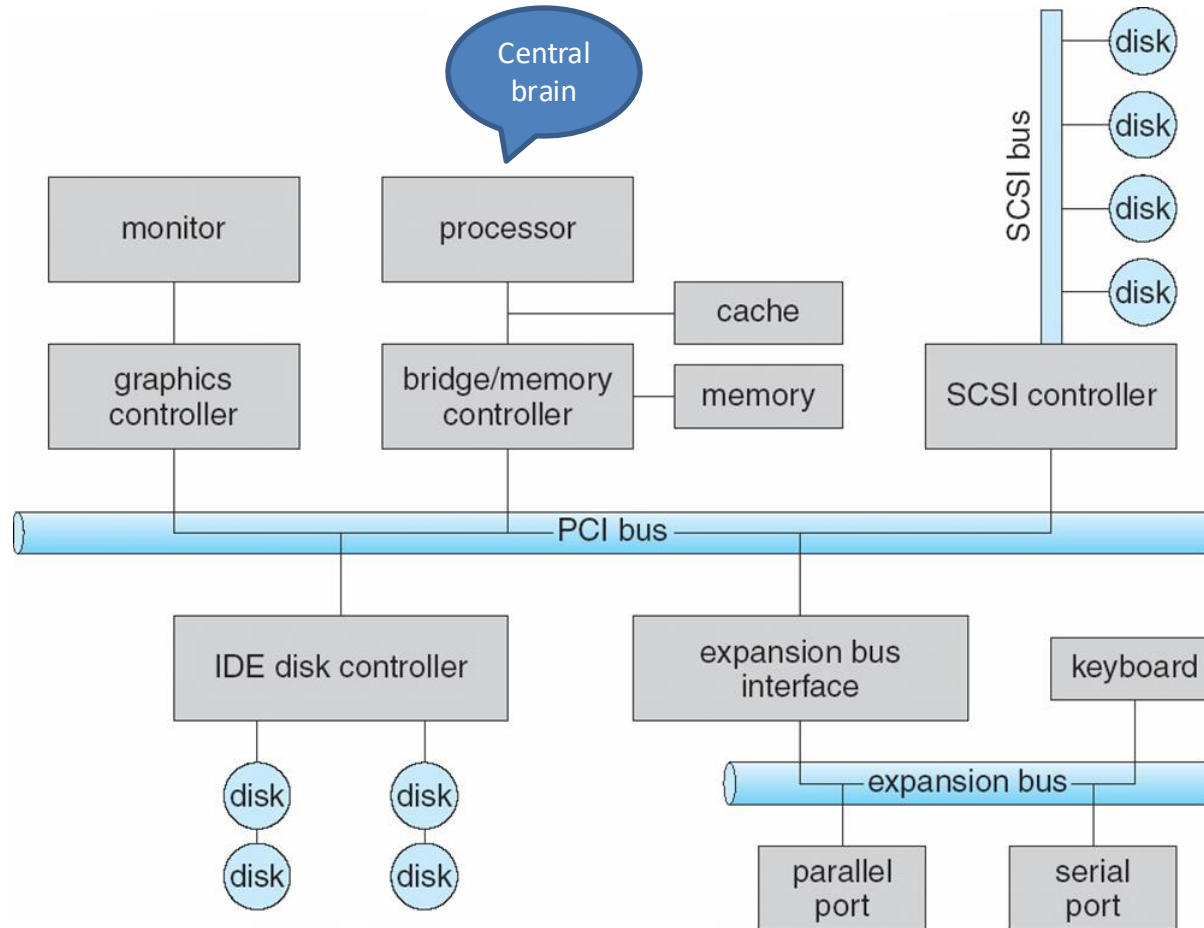 Central
brain
disk
disk
disk
disk
SCSI bus
monitor
processor
cache
graphics
controller
bridge/memory
controller
memory
SCSI controller
PCI bus
IDE disk controller
expansion bus
interface
keyboard
disk
disk
expansion bus
disk
disk
parallel
port
serial
port